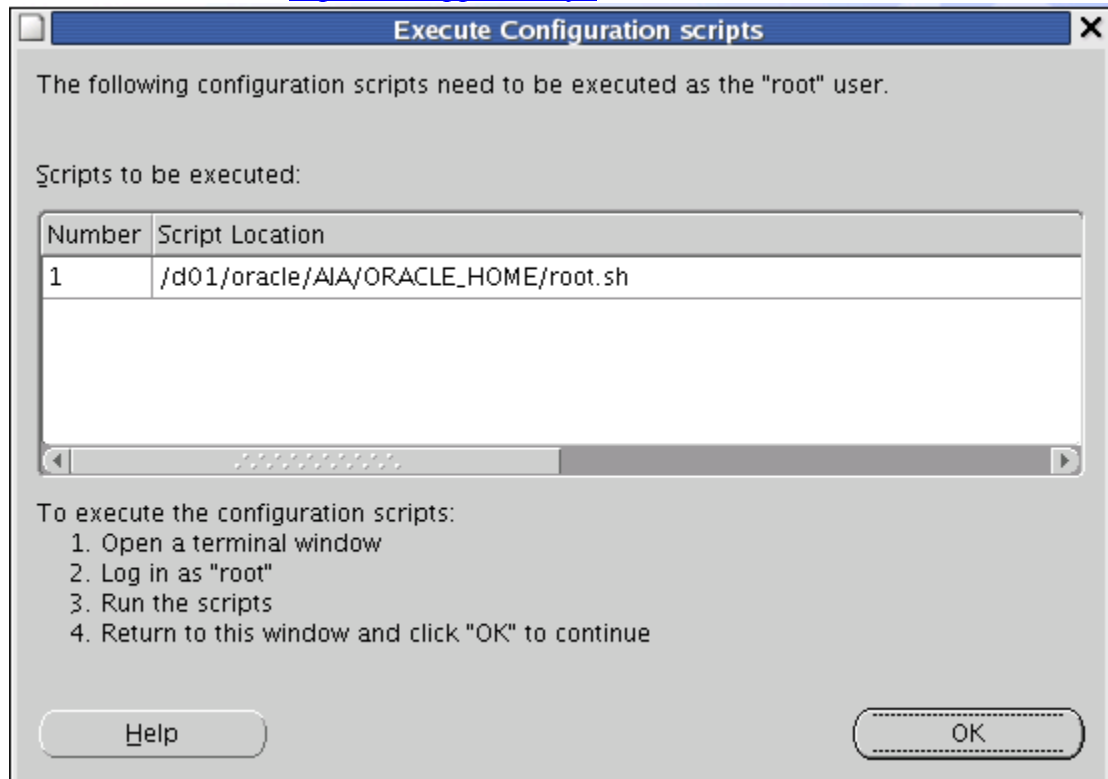 Execute Configuration scripts
The following configuration scripts need to be executed as the "root" user.
Scripts to be executed:
Number Script Location
1 /d01/oracle/AIA/ORACLE_HOME/root.sh
To execute the configuration scripts:
1. Open a terminal window
2. Log in as "root"
3. Run the scripts
4. Return to this window and click "OK" to continue
Help OK